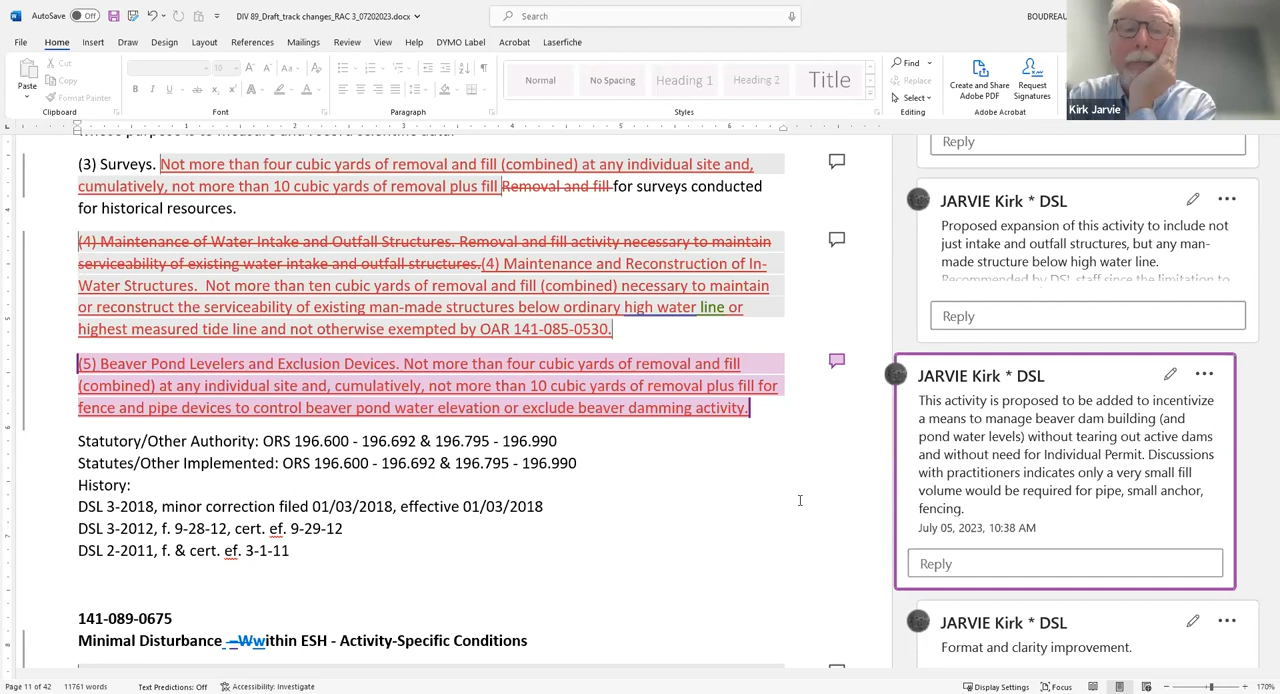 AutoSave Off DIV 89_Draft_track changes_RAC 3_07202023.docx Search BOUDREAU
File Home Insert Draw Design Layout References Mailings Review View Help DYMO Label Acrobat Laserfiche
Paste Cut Copy Format Painter
10
Normal No Spacing Heading 1 Heading 2 Title
Find Replace Select
Create and Share Adobe PDF Request Signatures
Clipboard Font Paragraph Styles Editing Adobe Acrobat
Kirk Jarvie
(3) Surveys. Not more than four cubic yards of removal and fill (combined) at any individual site and,
cumulatively, not more than 10 cubic yards of removal plus fill Removal and fill for surveys conducted
for historical resources.
(4) Maintenance of Water Intake and Outfall Structures. Removal and fill activity necessary to maintain
serviceability of existing water intake and outfall structures.(4) Maintenance and Reconstruction of In-
Water Structures. Not more than ten cubic yards of removal and fill (combined) necessary to maintain
or reconstruct the serviceability of existing man-made structures below ordinary high water line or
highest measured tide line and not otherwise exempted by OAR 141-085-0530.
(5) Beaver Pond Levelers and Exclusion Devices. Not more than four cubic yards of removal and fill
(combined) at any individual site and, cumulatively, not more than 10 cubic yards of removal plus fill for
fence and pipe devices to control beaver pond water elevation or exclude beaver damming activity.
Statutory/Other Authority: ORS 196.600 - 196.692 & 196.795 - 196.990
Statutes/Other Implemented: ORS 196.600 - 196.692 & 196.795 - 196.990
History:
DSL 3-2018, minor correction filed 01/03/2018, effective 01/03/2018
DSL 3-2012, f. 9-28-12, cert. ef. 9-29-12
DSL 2-2011, f. & cert. ef. 3-1-11
141-089-0675
Minimal Disturbance –Wwithin ESH - Activity-Specific Conditions
Reply
JARVIE Kirk * DSL
Proposed expansion of this activity to include not
just intake and outfall structures, but any man-
made structure below high water line.
Recommended by DSL staff since the limitation to
Reply
JARVIE Kirk * DSL
This activity is proposed to be added to incentivize
a means to manage beaver dam building (and
pond water levels) without tearing out active dams
and without need for Individual Permit. Discussions
with practitioners indicates only a very small fill
volume would be required for pipe, small anchor,
fencing.
July 05, 2023, 10:38 AM
Reply
JARVIE Kirk * DSL
Format and clarity improvement.
Page 11 of 42 11761 words Text Predictions: Off Accessibility: Investigate Display Settings Focus 170%